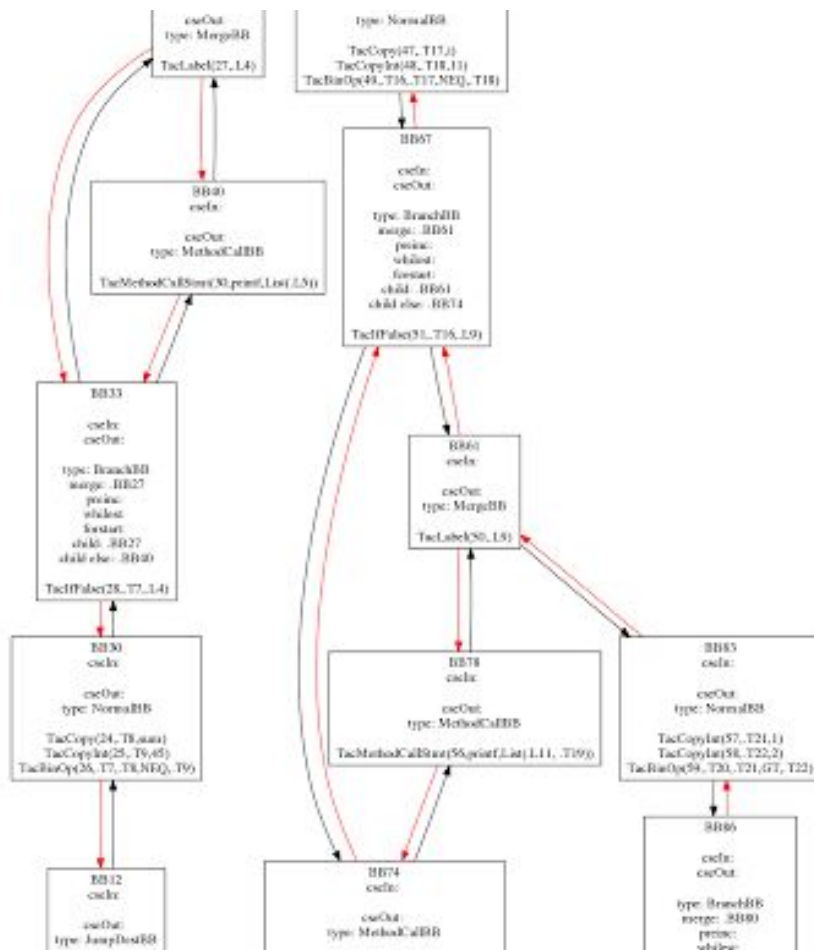 cseOut:
type: MergeBB
TacLabel(27,.L4)
type: NormalBB
TacCopy(47,.T17,i)
TacCopyInt(48,.T18,11)
TacBinOp(49,.T16,.T17,NEQ,.T18)
BB67
cseIn:
cseOut:
type: BranchBB
merge: .BB61
preinc:
whilest:
forstart:
child: .BB61
child else: .BB74
TacIfFalse(51,.T16,.L9)
BB40
cseIn:
cseOut:
type: MethodCallBB
TacMethodCallStmt(30,printf,List(.L5))
BB33
cseIn:
cseOut:
type: BranchBB
merge: .BB27
preinc:
whilest:
forstart:
child: .BB27
child else: .BB40
TacIfFalse(28,.T7,.L4)
BB61
cseIn:
cseOut:
type: MergeBB
TacLabel(50,.L9)
BB30
cseIn:
cseOut:
type: NormalBB
TacCopy(24,.T8,sum)
TacCopyInt(25,.T9,45)
TacBinOp(26,.T7,.T8,NEQ,.T9)
BB78
cseIn:
cseOut:
type: MethodCallBB
TacMethodCallStmt(56,printf,List(.L11, .T19))
BB83
cseIn:
cseOut:
type: NormalBB
TacCopyInt(57,.T21,1)
TacCopyInt(58,.T22,2)
TacBinOp(59,.T20,.T21,GT,.T22)
BB12
cseIn:
cseOut:
type: JumpDestBB
BB74
cseIn:
cseOut:
type: MethodCallBB
BB86
cseIn:
cseOut:
type: BranchBB
merge: .BB80
preinc:
whilest: